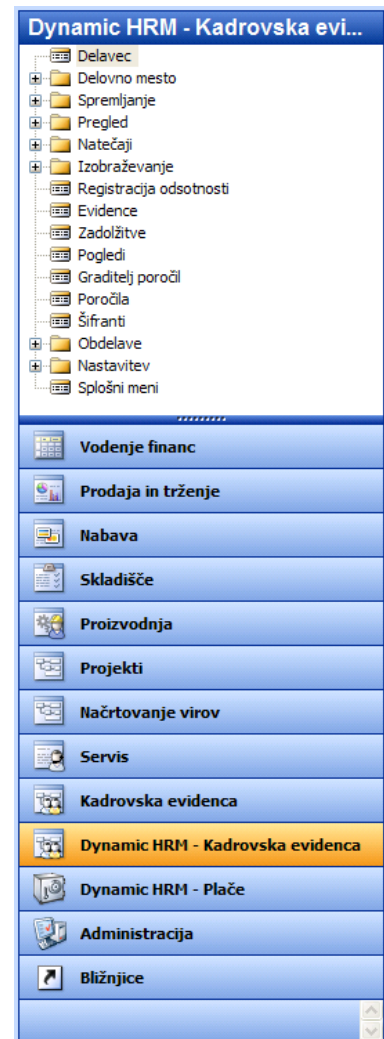 Dynamic HRM - Kadrovska evi...
Delavec
Delovno mesto
Spremljanje
Pregled
Natečaji
Izobraževanje
Registracija odsotnosti
Evidence
Zadolžitve
Pogledi
Graditelj poročil
Poročila
Šifranti
Obdelave
Nastavitev
Splošni meni
Vodenje financ
Prodaja in trženje
Nabava
Skladišče
Proizvodnja
Projekti
Načrtovanje virov
Servis
Kadrovska evidenca
Dynamic HRM - Kadrovska evidenca
Dynamic HRM - Plače
Administracija
Bližnjice